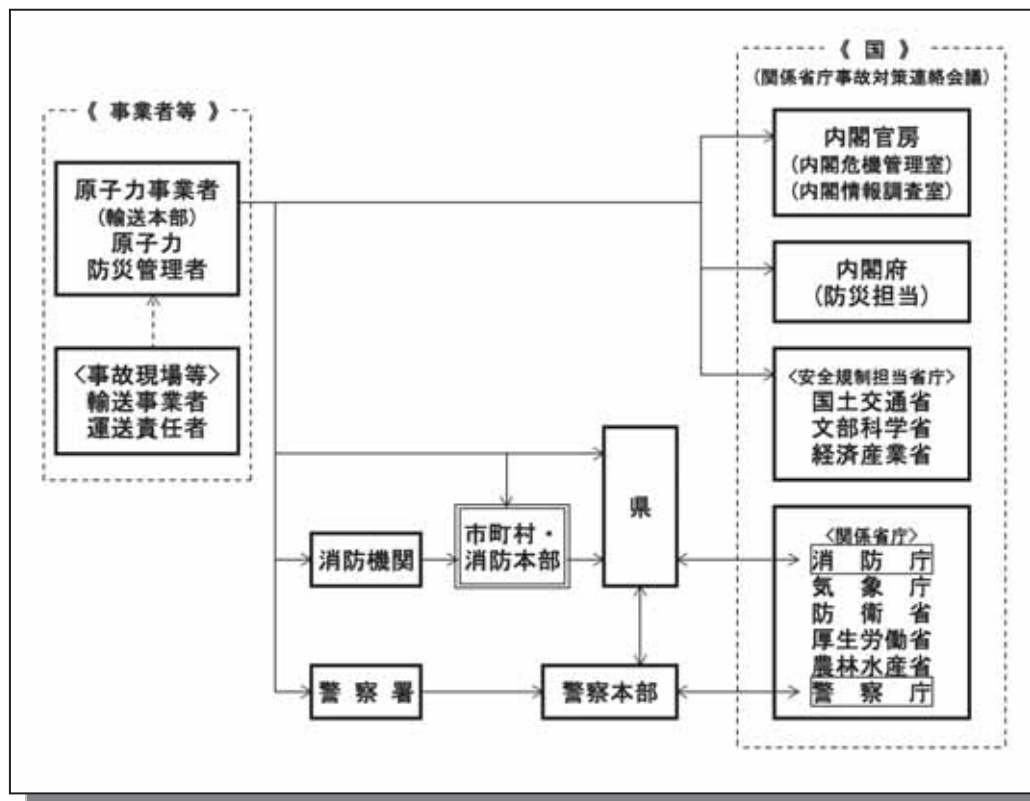 《 事業者等 》
原子力事業者
(輸送本部)
原子力
防災管理者
〈事故現場等〉
輸送事業者
運送責任者
消防機関
警察署
市町村・
消防本部
県
警察本部
《 国 》
(関係省庁事故対策連絡会議)
内閣官房
(内閣危機管理室)
(内閣情報調査室)
内閣府
(防災担当)
〈安全規制担当省庁〉
国土交通省
文部科学省
経済産業省
〈関係省庁〉
消防庁
気象庁
防衛省
厚生労働省
農林水産省
警察庁